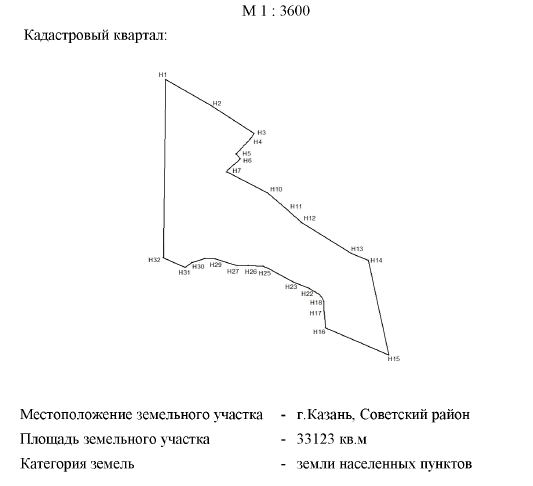 М 1 : 3600
Кадастровый квартал:
Н1
Н2
Н3
Н4
Н5
Н6
Н7
Н10
Н11
Н12
Н13
Н14
Н32
Н31
Н30
Н29
Н27
Н26
Н25
Н23
Н22
Н18
Н17
Н16
Н15
Местоположение земельного участка - г.Казань, Советский район
Площадь земельного участка - 33123 кв.м
Категория земель - земли населенных пунктов